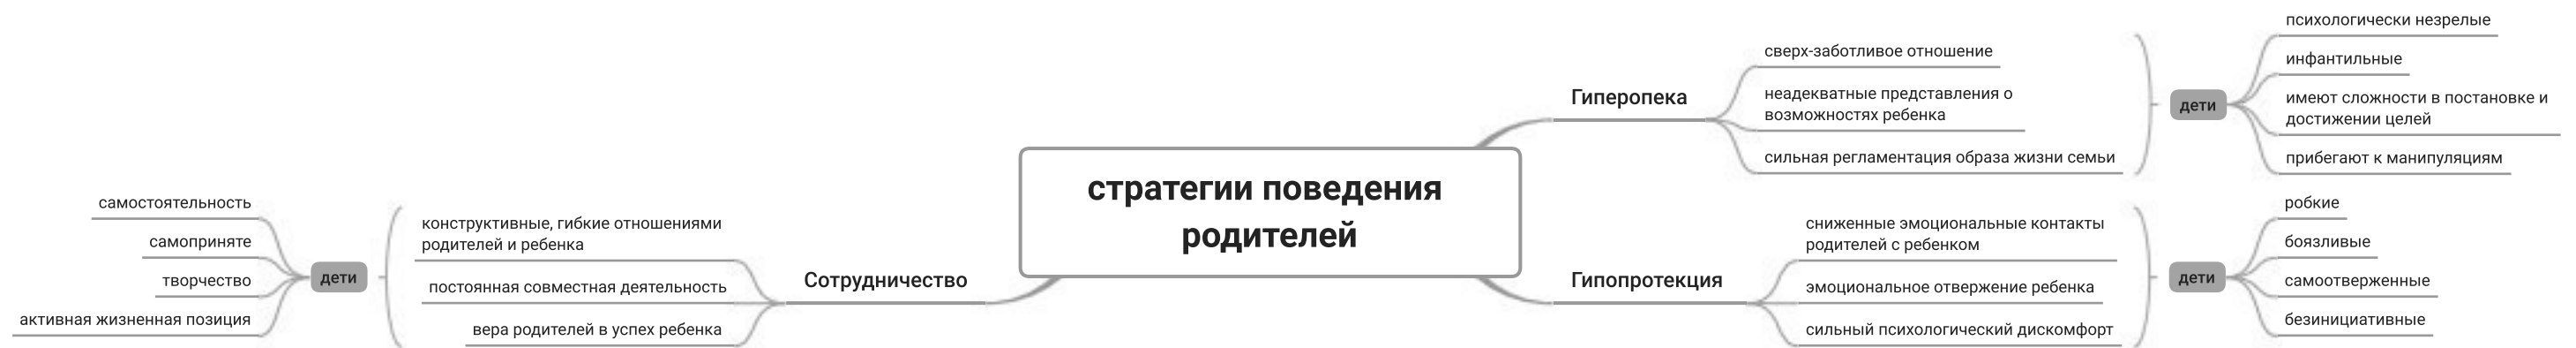 стратегии поведения
родителей
Гиперопека
сверх-заботливое отношение
неадекватные представления о
возможностях ребенка
сильная регламентация образа жизни семьи
дети
психологически незрелые
инфантильные
имеют сложности в постановке и
достижении целей
прибегают к манипуляциям
Гипопротекция
сниженные эмоциональные контакты
родителей с ребенком
эмоциональное отвержение ребенка
сильный психологический дискомфорт
дети
робкие
боязливые
самоотверженные
безинициативные
Сотрудничество
конструктивные, гибкие отношениями
родителей и ребенка
постоянная совместная деятельность
вера родителей в успех ребенка
дети
самостоятельность
самоприняте
творчество
активная жизненная позиция